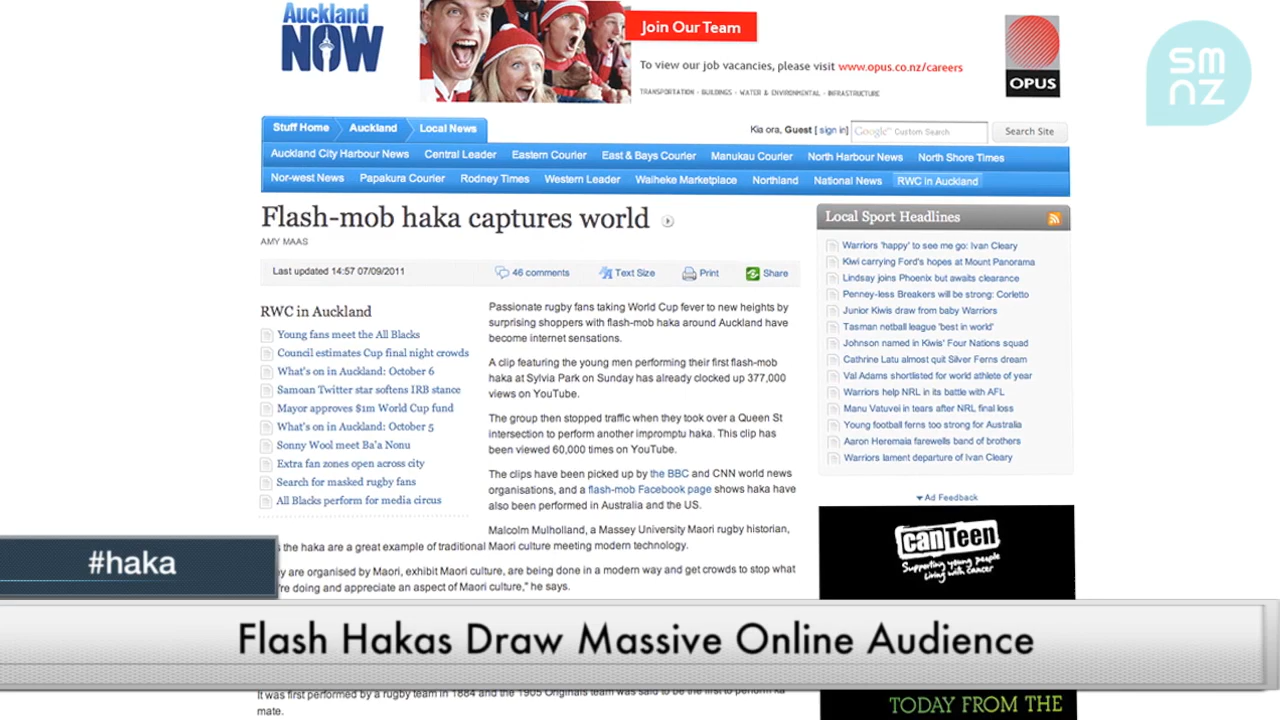 Auckland
NOW
Join Our Team
To view our job vacancies, please visit www.opus.co.nz/careers
TRANSPORTATION - BUILDINGS - WATER & ENVIRONMENTAL - INFRASTRUCTURE
OPUS
sm
nz
Stuff Home
Auckland
Local News
Kia ora, Guest [ sign in]
Google™ Custom Search
Search Site
Auckland City Harbour News Central Leader Eastern Courier East & Bays Courier Manukau Courier North Harbour News North Shore Times
Nor-west News Papakura Courier Rodney Times Western Leader Waiheke Marketplace Northland National News RWC in Auckland
Flash-mob haka captures world
AMY MAAS
Last updated 14:57 07/09/2011
46 comments
Text Size
Print
Share
RWC in Auckland
Young fans meet the All Blacks
Council estimates Cup final night crowds
What's on in Auckland: October 6
Samoan Twitter star softens IRB stance
Mayor approves $1m World Cup fund
What's on in Auckland: October 5
Sonny Wool meet Ba'a Nonu
Extra fan zones open across city
Search for masked rugby fans
All Blacks perform for media circus
Passionate rugby fans taking World Cup fever to new heights by
surprising shoppers with flash-mob haka around Auckland have
become internet sensations.
A clip featuring the young men performing their first flash-mob
haka at Sylvia Park on Sunday has already clocked up 377,000
views on YouTube.
The group then stopped traffic when they took over a Queen St
intersection to perform another impromptu haka. This clip has
been viewed 60,000 times on YouTube.
The clips have been picked up by the BBC and CNN world news
organisations, and a flash-mob Facebook page shows haka have
also been performed in Australia and the US.
Malcolm Mulholland, a Massey University Maori rugby historian,
the haka are a great example of traditional Maori culture meeting modern technology.
are organised by Maori, exhibit Maori culture, are being done in a modern way and get crowds to stop what
doing and appreciate an aspect of Maori culture," he says.
It was first performed by a rugby team in 1884 and the 1905 Originals team was said to be the first to perform ka
mate.
Local Sport Headlines
Warriors 'happy' to see me go: Ivan Cleary
Kiwi carrying Ford's hopes at Mount Panorama
Lindsay joins Phoenix but awaits clearance
Penney-less Breakers will be strong: Corletto
Junior Kiwis draw from baby Warriors
Tasman netball league 'best in world'
Johnson named in Kiwis' Four Nations squad
Cathrine Latu almost quit Silver Ferns dream
Val Adams shortlisted for world athlete of year
Warriors help NRL in its battle with AFL
Manu Vatuvei in tears after NRL final loss
Young football ferns too strong for Australia
Aaron Heremaia farewells band of brothers
Warriors lament departure of Ivan Cleary
Ad Feedback
canTeen
Supporting young people
living with cancer
TODAY FROM THE
#haka
Flash Hakas Draw Massive Online Audience